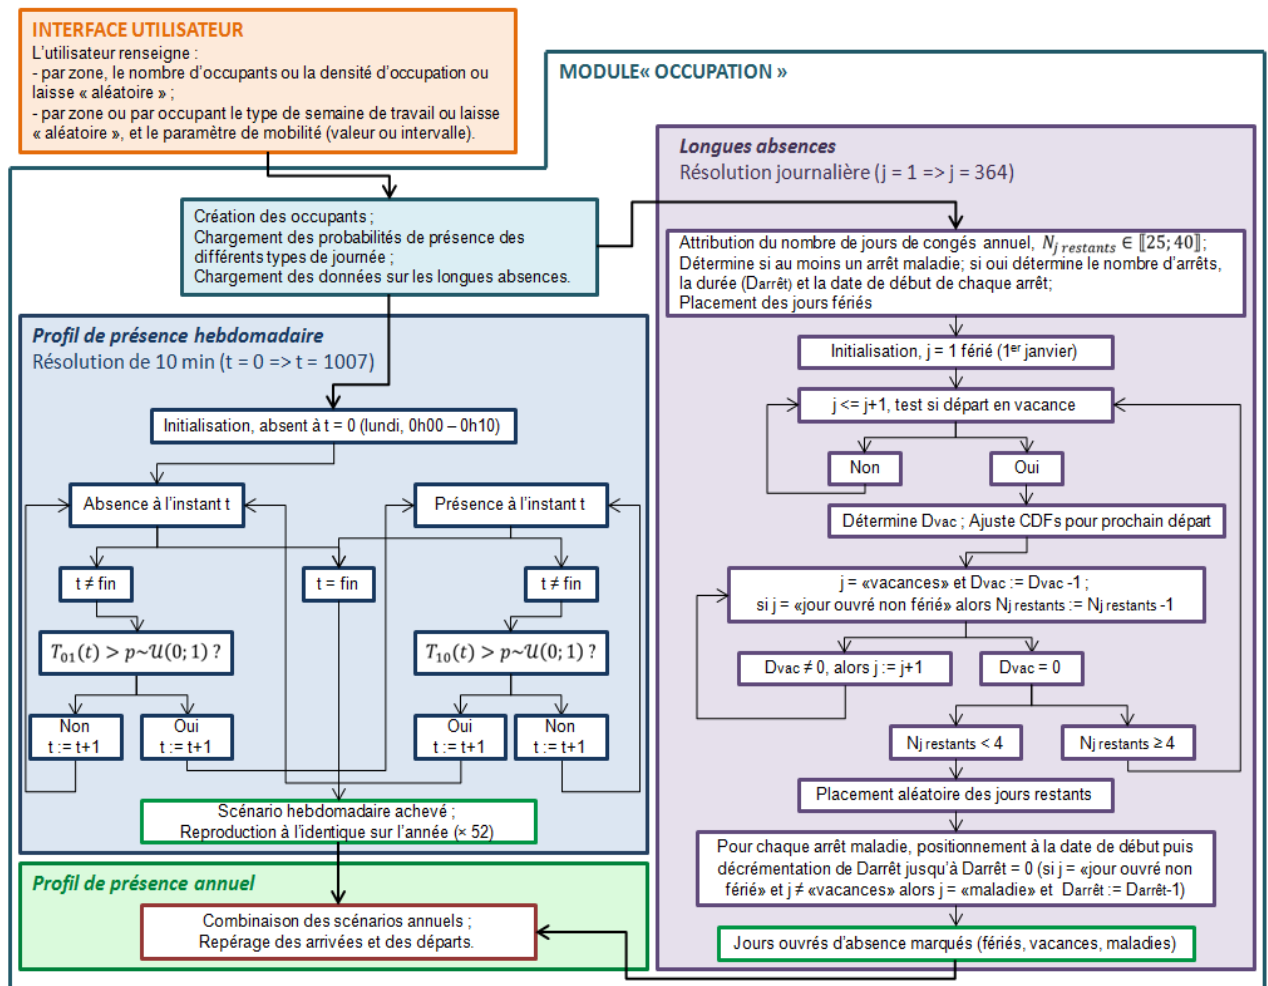 INTERFACE UTILISATEUR
L'utilisateur renseigne :
- par zone, le nombre d'occupants ou la densité d'occupation ou
laisse « aléatoire » ;
- par zone ou par occupant le type de semaine de travail ou laisse
« aléatoire », et le paramètre de mobilité (valeur ou intervalle).
MODULE« OCCUPATION »
Création des occupants ;
Chargement des probabilités de présence des
différents types de journée ;
Chargement des données sur les longues absences.
Profil de présence hebdomadaire
Résolution de 10 min (t = 0 => t = 1007)
Initialisation, absent à t = 0 (lundi, 0h00 – 0h10)
Absence à l'instant t
Présence à l'instant t
t ≠ fin
t = fin
t ≠ fin
T01(t) > p~U(0; 1) ?
T10(t) > p~U(0; 1) ?
Non
t := t+1
Oui
t := t+1
Oui
t := t+1
Non
t := t+1
Scénario hebdomadaire achevé ;
Reproduction à l'identique sur l'année (× 52)
Profil de présence annuel
Combinaison des scénarios annuels ;
Repérage des arrivées et des départs.
Longues absences
Résolution journalière (j = 1 => j = 364)
Attribution du nombre de jours de congés annuel, Nj restants ∈ ⟦25; 40⟧ ;
Détermine si au moins un arrêt maladie; si oui détermine le nombre d'arrêts,
la durée (Darrêt) et la date de début de chaque arrêt;
Placement des jours fériés
Initialisation, j = 1 férié (1er janvier)
j <= j+1, test si départ en vacance
Non
Oui
Détermine Dvac ; Ajuste CDFs pour prochain départ
j = «vacances» et Dvac := Dvac -1 ;
si j = «jour ouvré non férié» alors Nj restants := Nj restants -1
Dvac ≠ 0, alors j := j+1
Dvac = 0
Nj restants < 4
Nj restants ≥ 4
Placement aléatoire des jours restants
Pour chaque arrêt maladie, positionnement à la date de début puis
décrémentation de Darrêt jusqu'à Darrêt = 0 (si j = «jour ouvré non
férié» et j ≠ «vacances» alors j = «maladie» et Darrêt := Darrêt-1)
Jours ouvrés d'absence marqués (fériés, vacances, maladies)